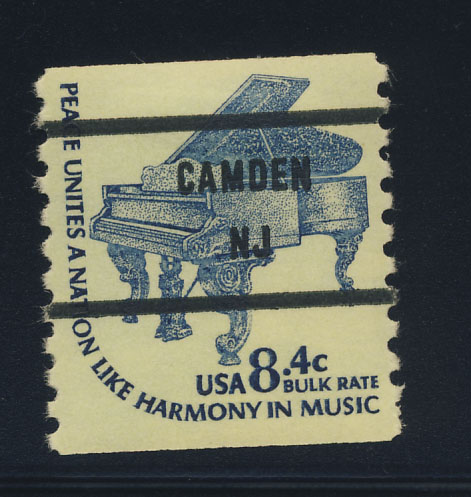 PEACE UNITES A NATION LIKE HARMONY IN MUSIC
CAMDEN
NJ
USA 8.4c
BULK RATE